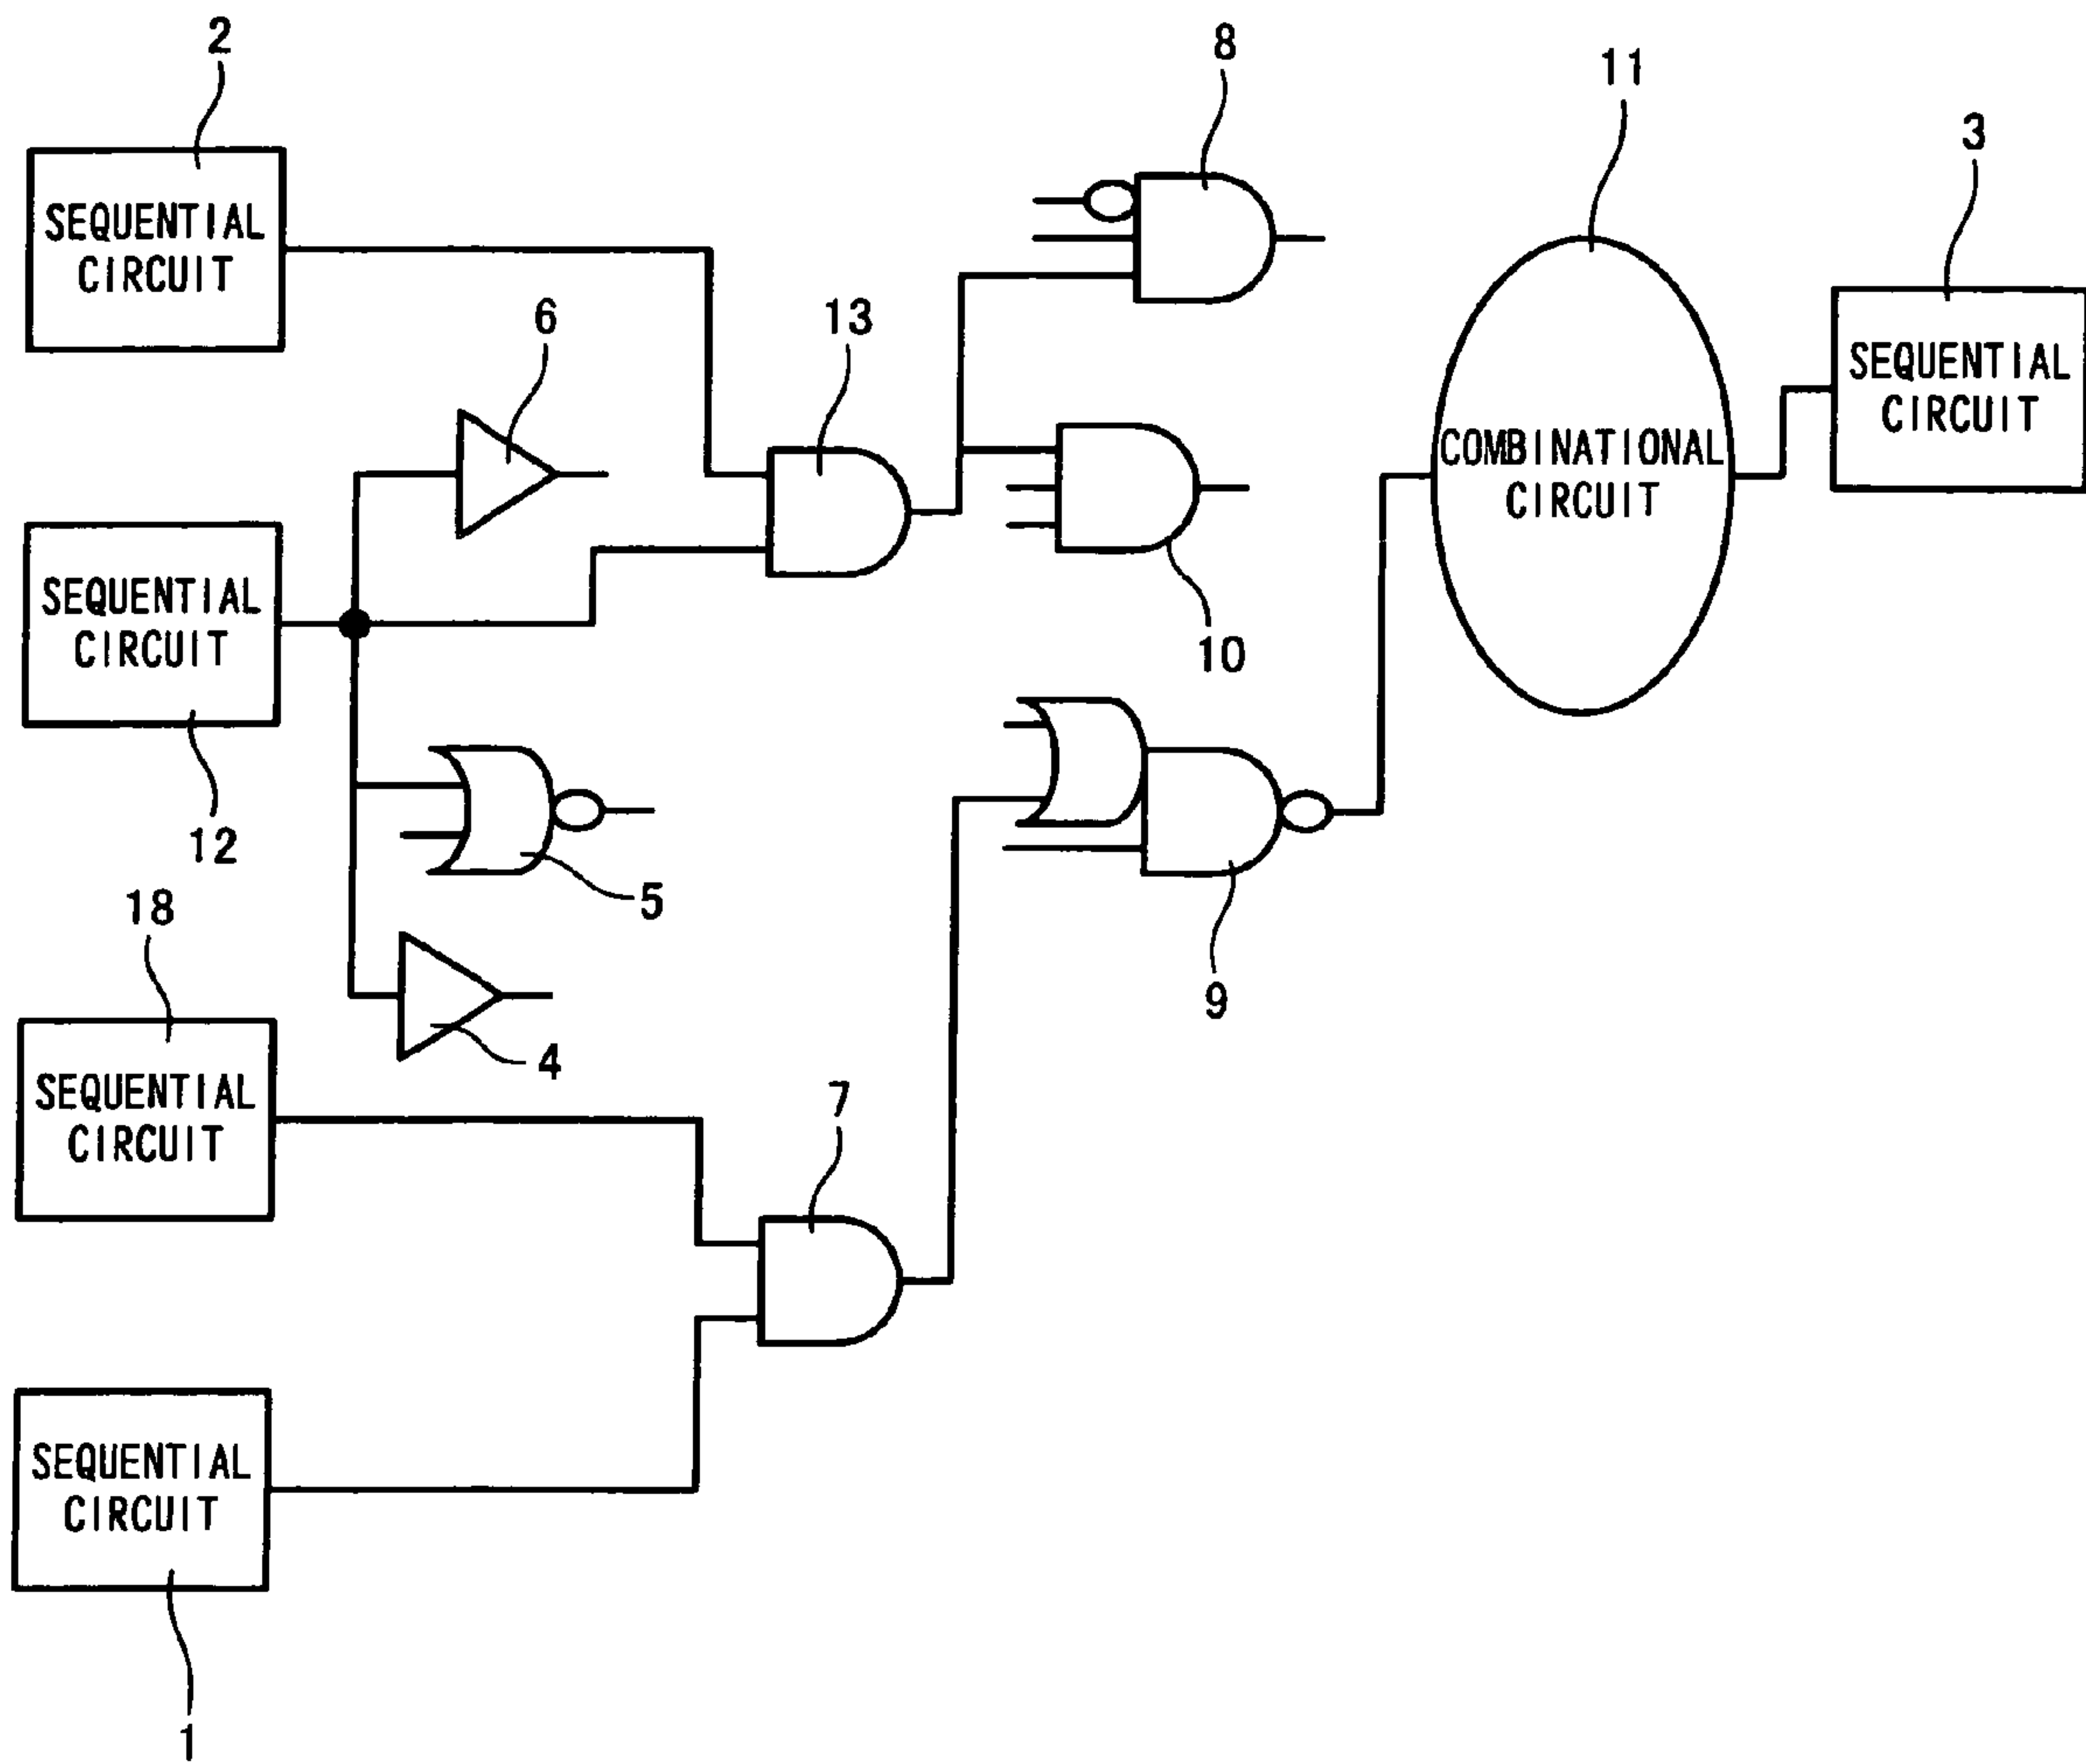 2
8
11
3
SEQUENTIAL
CIRCUIT
6
13
SEQUENTIAL
CIRCUIT
COMBINATIONAL
CIRCUIT
SEQUENTIAL
CIRCUIT
10
12
5
18
9
4
SEQUENTIAL
CIRCUIT
7
SEQUENTIAL
CIRCUIT
1